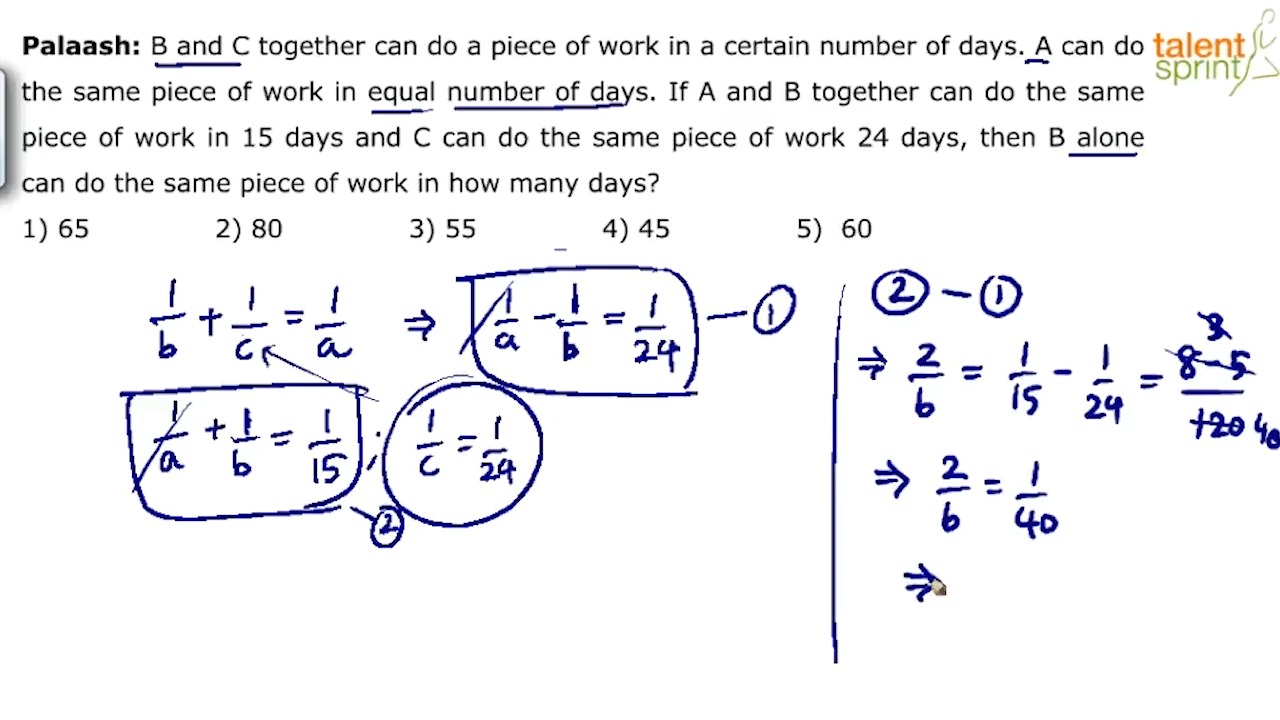 Palaash: B and C together can do a piece of work in a certain number of days. A can do
the same piece of work in equal number of days. If A and B together can do the same
piece of work in 15 days and C can do the same piece of work 24 days, then B alone
can do the same piece of work in how many days?
talent
sprint
1) 65 2) 80 3) 55 4) 45 5) 60
1/b + 1/c = 1/a ⇒ 1/a - 1/b = 1/24 — ①
1/a + 1/b = 1/15 ; 1/c = 1/24
②
② - ①
⇒ 2/b = 1/15 - 1/24 = 8-5/120 3 40
⇒ 2/b = 1/40
⇒